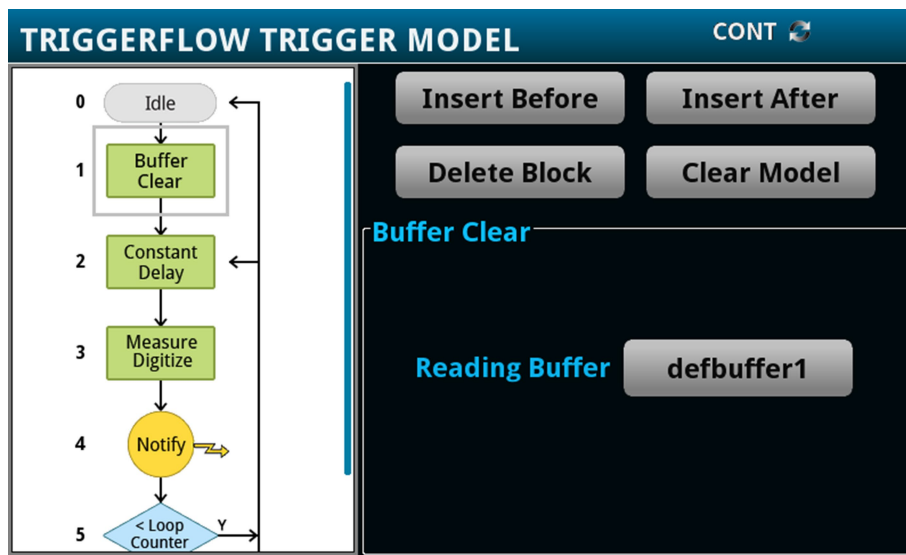 TRIGGERFLOW TRIGGER MODEL
CONT
0
Idle
1
Buffer
Clear
2
Constant
Delay
3
Measure
Digitize
4
Notify
5
< Loop
Counter
Y
Insert Before
Insert After
Delete Block
Clear Model
Buffer Clear
Reading Buffer
defbuffer1